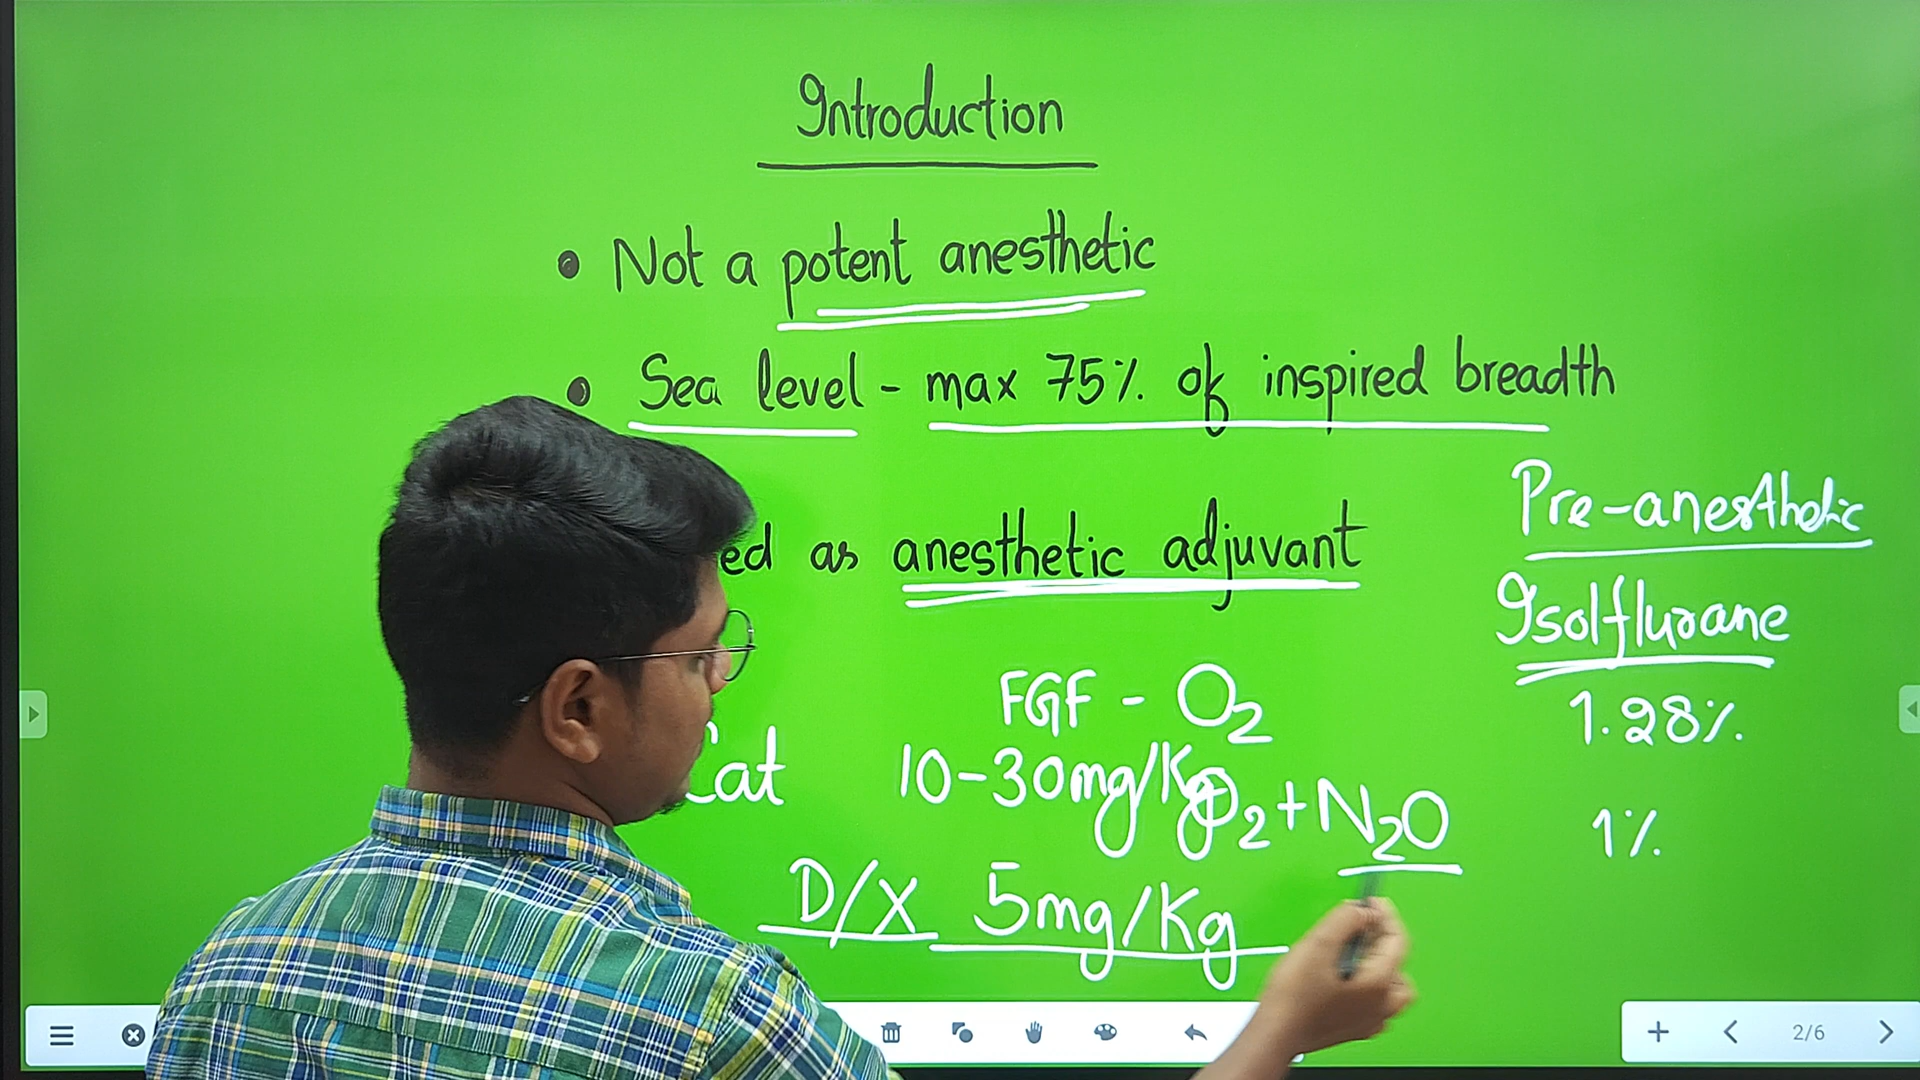 Introduction
• Not a potent anesthetic
• Sea level - max 75% of inspired breadth
as anesthetic adjuvant
Pre-anesthetic
Isolflurane
FGF - O2
1.28%
Cat 10-30mg/Kg
O2+N2O
1%
D/X 5mg/Kg
2/6